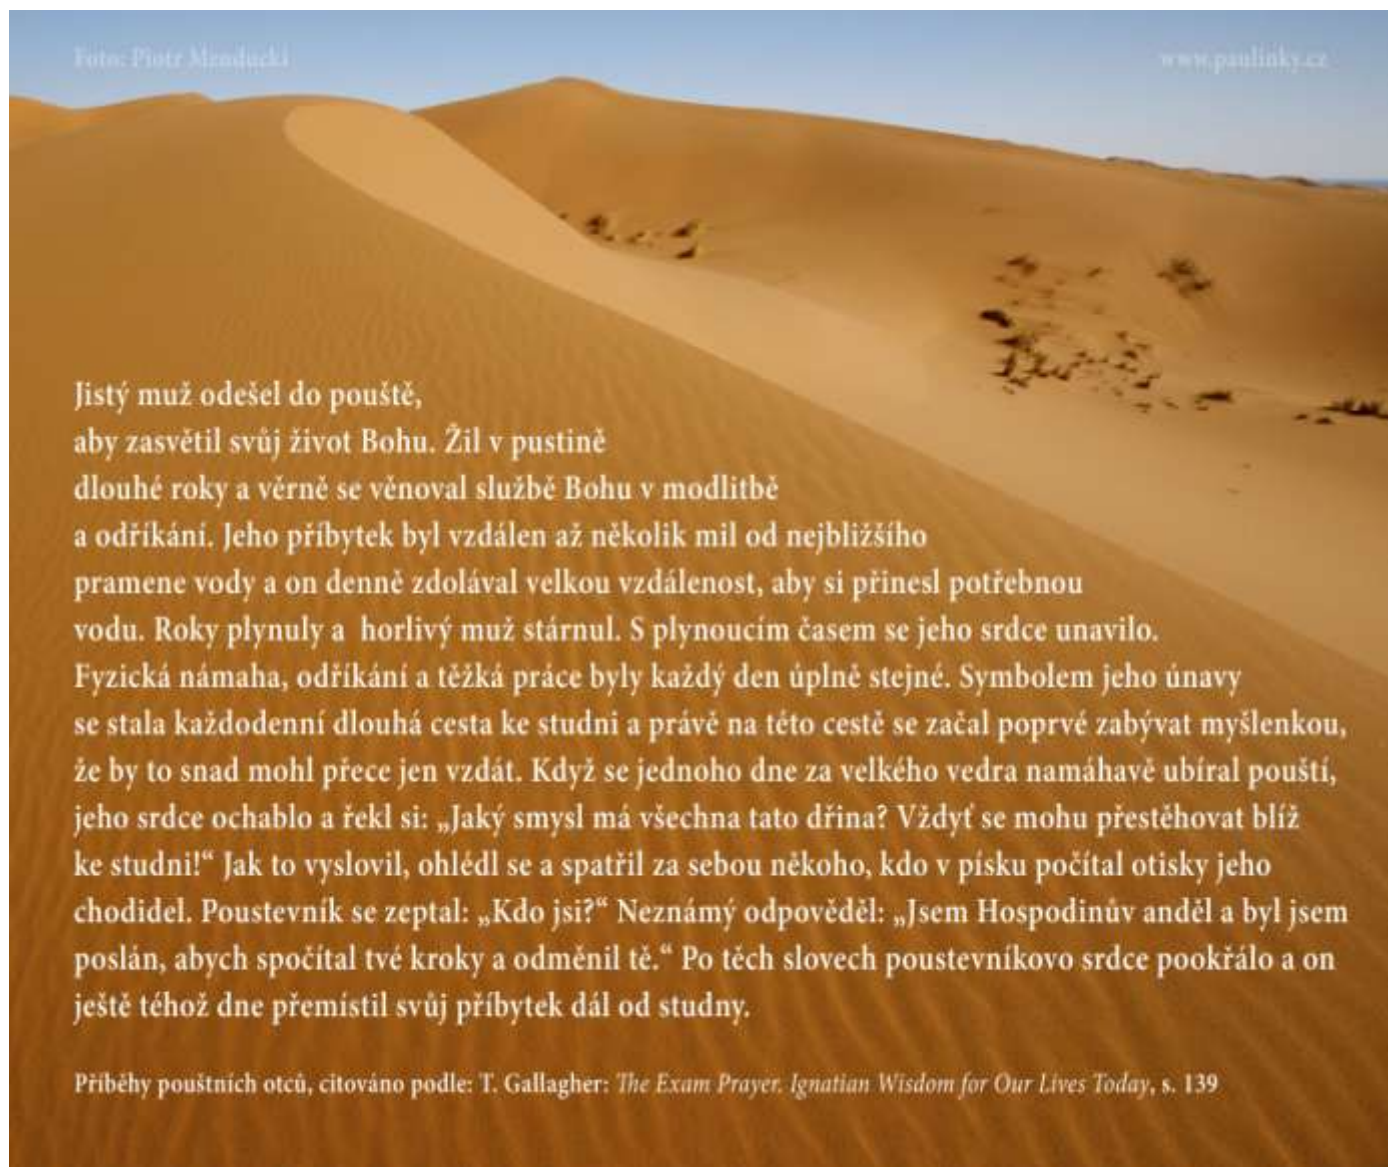 Foto: Piotr Mrnducki
www.paulinky.cz
Jistý muž odešel do pouště,
aby zasvětil svůj život Bohu. Žil v pustině
dlouhé roky a věrně se věnoval službě Bohu v modlitbě
a odříkání. Jeho příbytek byl vzdálen až několik mil od nejbližšího
pramene vody a on denně zdolával velkou vzdálenost, aby si přinesl potřebnou
vodu. Roky plynuly a horlivý muž stárnul. S plynoucím časem se jeho srdce unavilo.
Fyzická námaha, odříkání a těžká práce byly každý den úplně stejné. Symbolem jeho únavy
se stala každodenní dlouhá cesta ke studni a právě na této cestě se začal poprvé zabývat myšlenkou,
že by to snad mohl přece jen vzdát. Když se jednoho dne za velkého vedra namáhavě ubíral pouští,
jeho srdce ochablo a řekl si: „Jaký smysl má všechna tato dřina? Vždyť se mohu přestěhovat blíž
ke studni!“ Jak to vyslovil, ohlédl se a spatřil za sebou někoho, kdo v písku počítal otisky jeho
chodidel. Poustevník se zeptal: „Kdo jsi?“ Neznámý odpověděl: „Jsem Hospodinův anděl a byl jsem
poslán, abych spočítal tvé kroky a odměnil tě.“ Po těch slovech poustevníkovo srdce pookřálo a on
ještě téhož dne přemístil svůj příbytek dál od studny.
Příběhy pouštních otců, citováno podle: T. Gallagher: The Exam Prayer. Ignatian Wisdom for Our Lives Today, s. 139